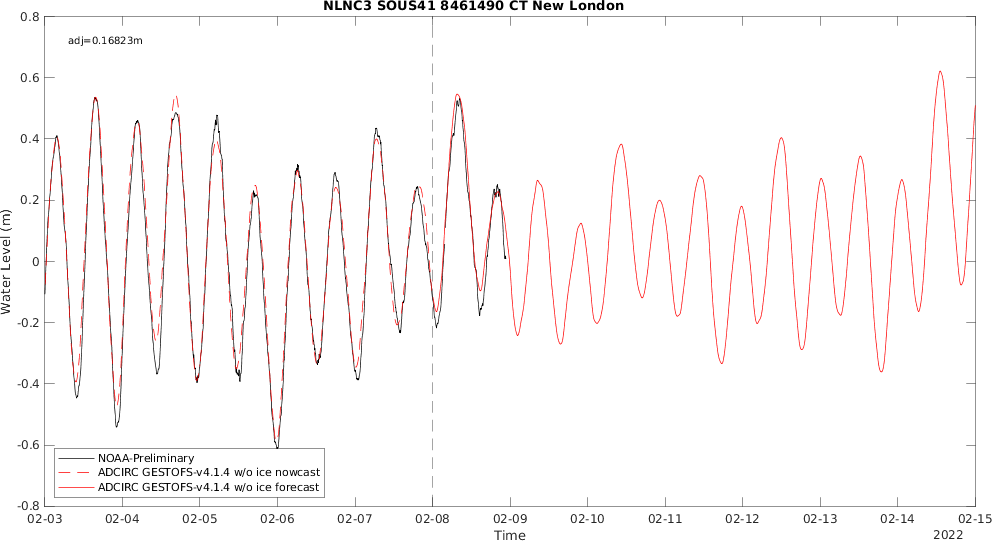 NLNC3 SOUS41 8461490 CT New London
adj=0.16823m
0.8
0.6
0.4
0.2
0
-0.2
-0.4
-0.6
-0.8
Water Level (m)
NOAA-Preliminary
ADCIRC GESTOFS-v4.1.4 w/o ice nowcast
ADCIRC GESTOFS-v4.1.4 w/o ice forecast
02-03 02-04 02-05 02-06 02-07 02-08 02-09 02-10 02-11 02-12 02-13 02-14 02-15
Time
2022